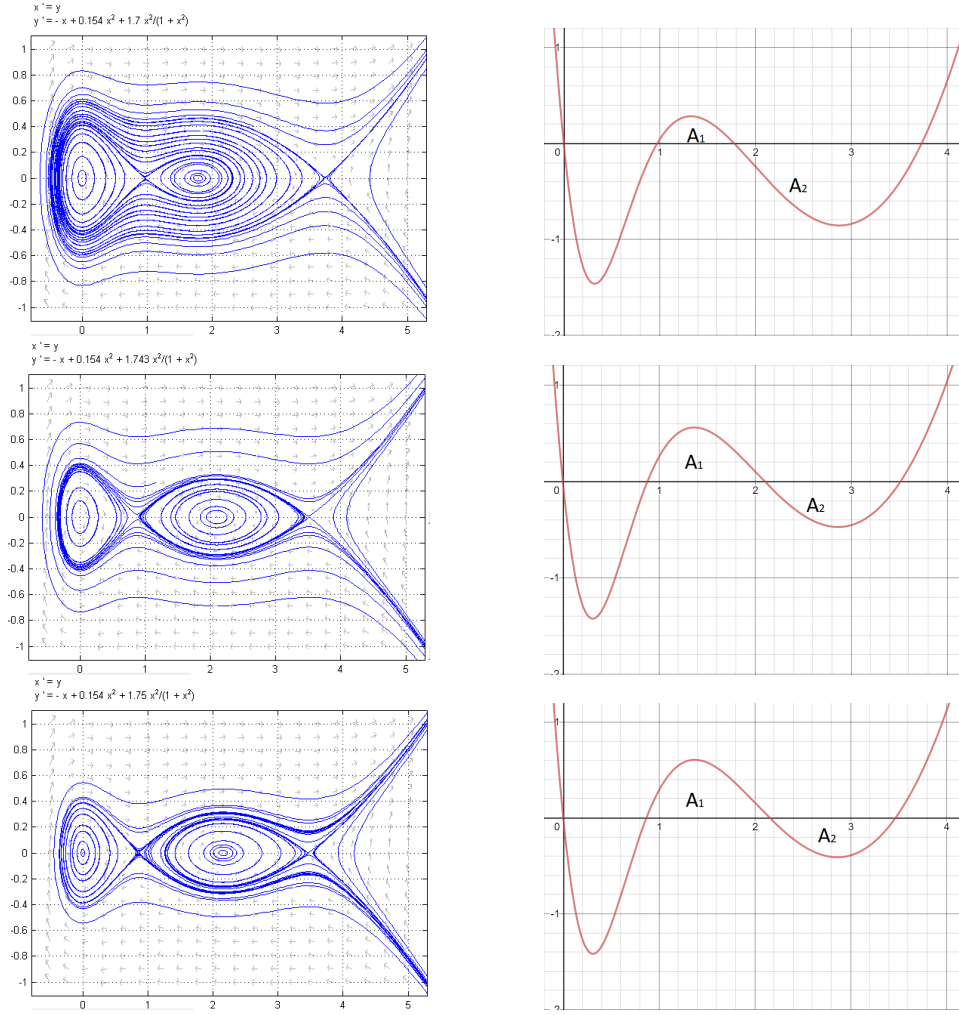 x ' = y
y ' = - x + 0.154 x² + 1.7 x²/(1 + x²)
1
0.8
0.6
0.4
0.2
0
-0.2
-0.4
-0.6
-0.8
-1
0 1 2 3 4 5
1
A₁
0 1 2 3 4
A₂
-1
-2
x ' = y
y ' = - x + 0.154 x² + 1.743 x²/(1 + x²)
1
0.8
0.6
0.4
0.2
0
-0.2
-0.4
-0.6
-0.8
-1
0 1 2 3 4 5
1
A₁
0 1 2 3 4
A₂
-1
-2
x ' = y
y ' = - x + 0.154 x² + 1.75 x²/(1 + x²)
1
0.8
0.6
0.4
0.2
0
-0.2
-0.4
-0.6
-0.8
-1
0 1 2 3 4 5
1
A₁
0 1 2 3 4
A₂
-1
-2